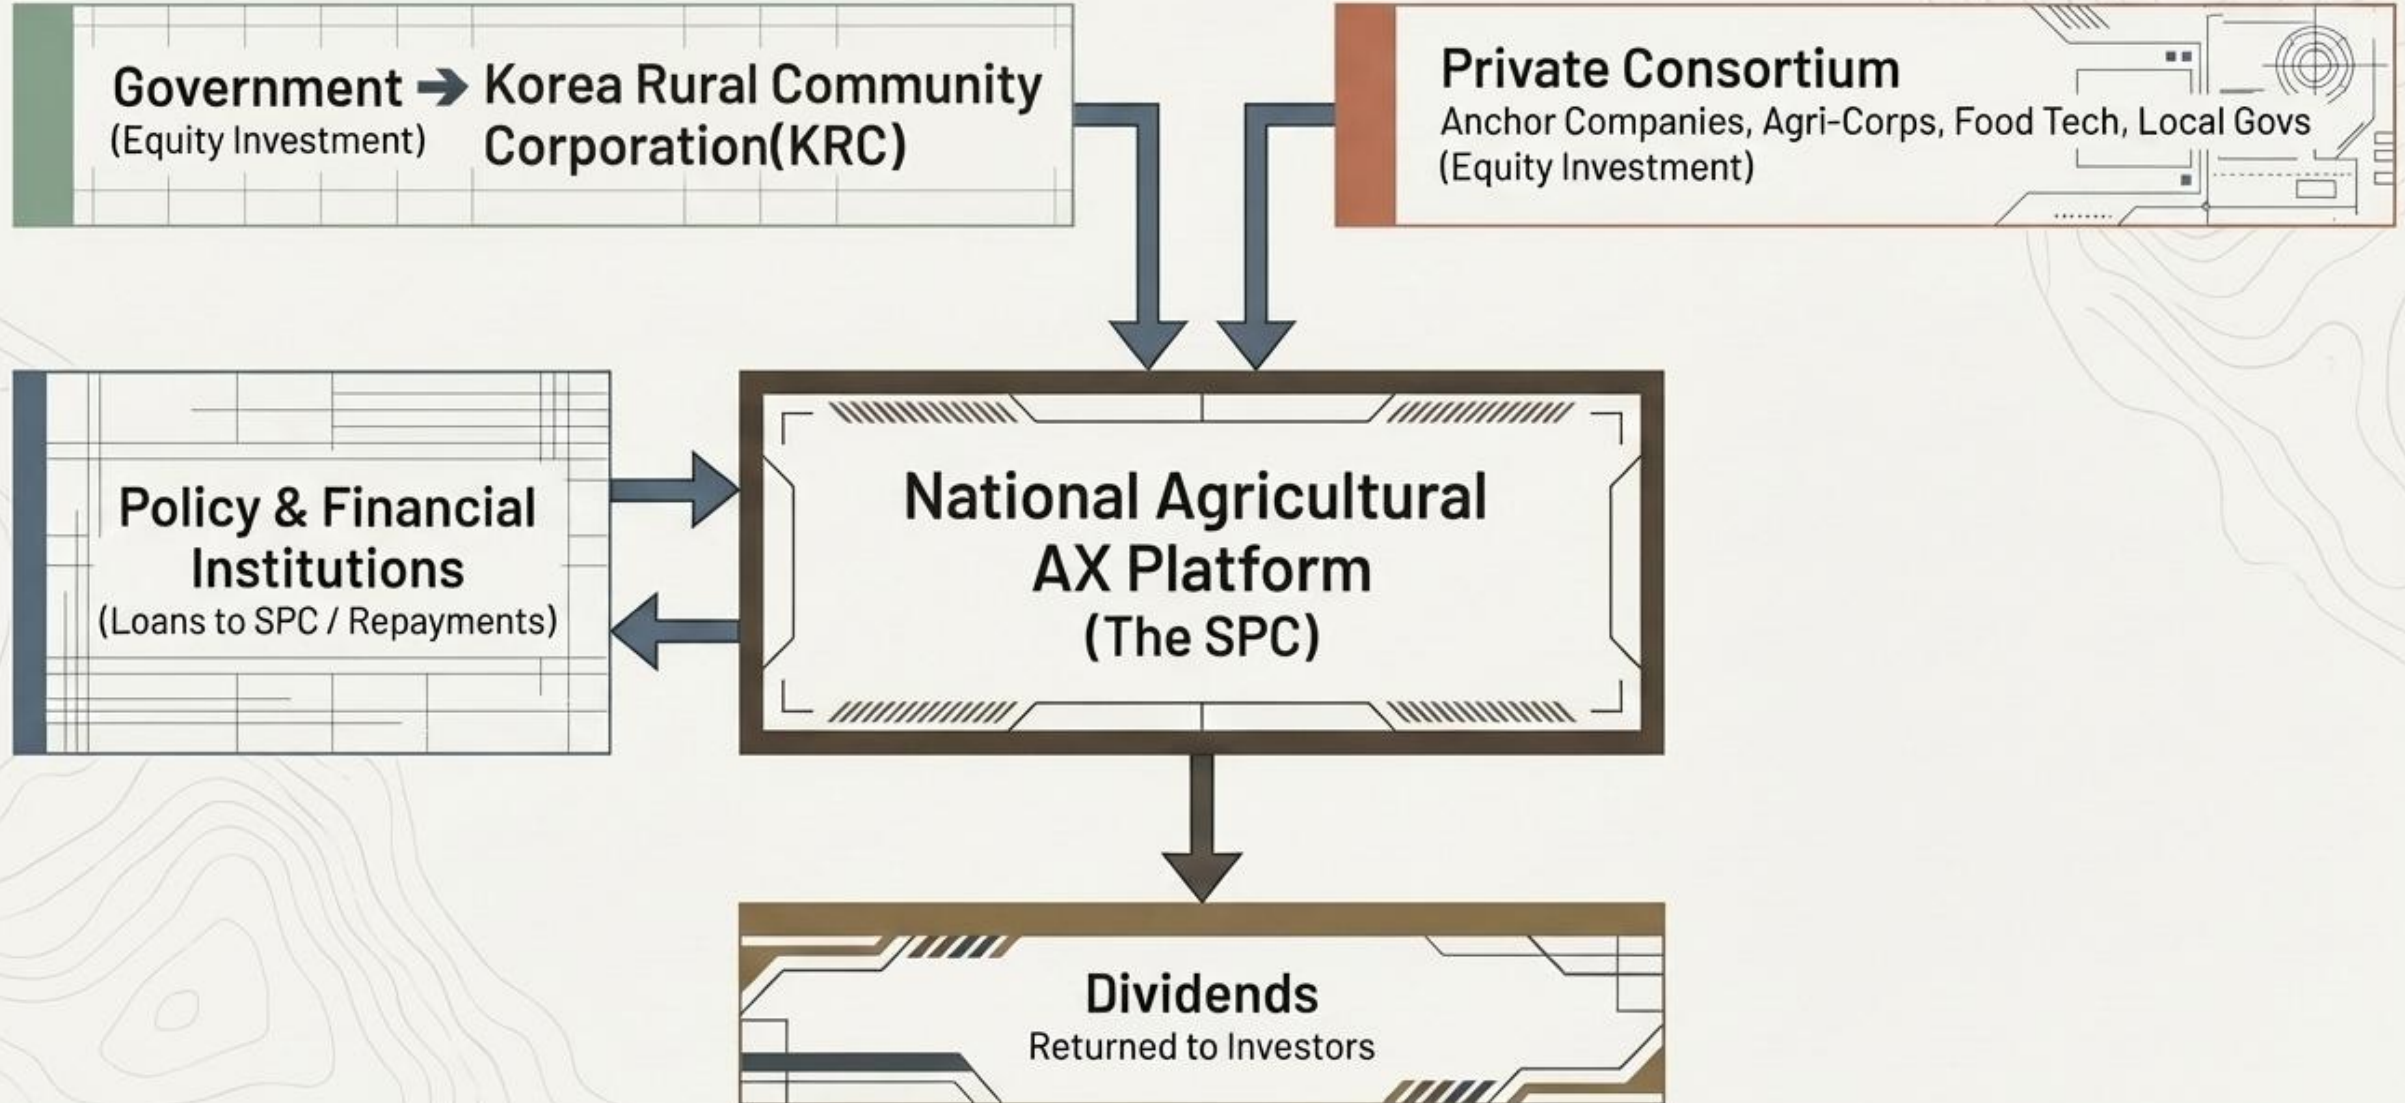 Government → Korea Rural Community
(Equity Investment) Corporation(KRC)
Private Consortium
Anchor Companies, Agri-Corps, Food Tech, Local Govs
(Equity Investment)
Policy & Financial
Institutions
(Loans to SPC / Repayments)
National Agricultural
AX Platform
(The SPC)
Dividends
Returned to Investors